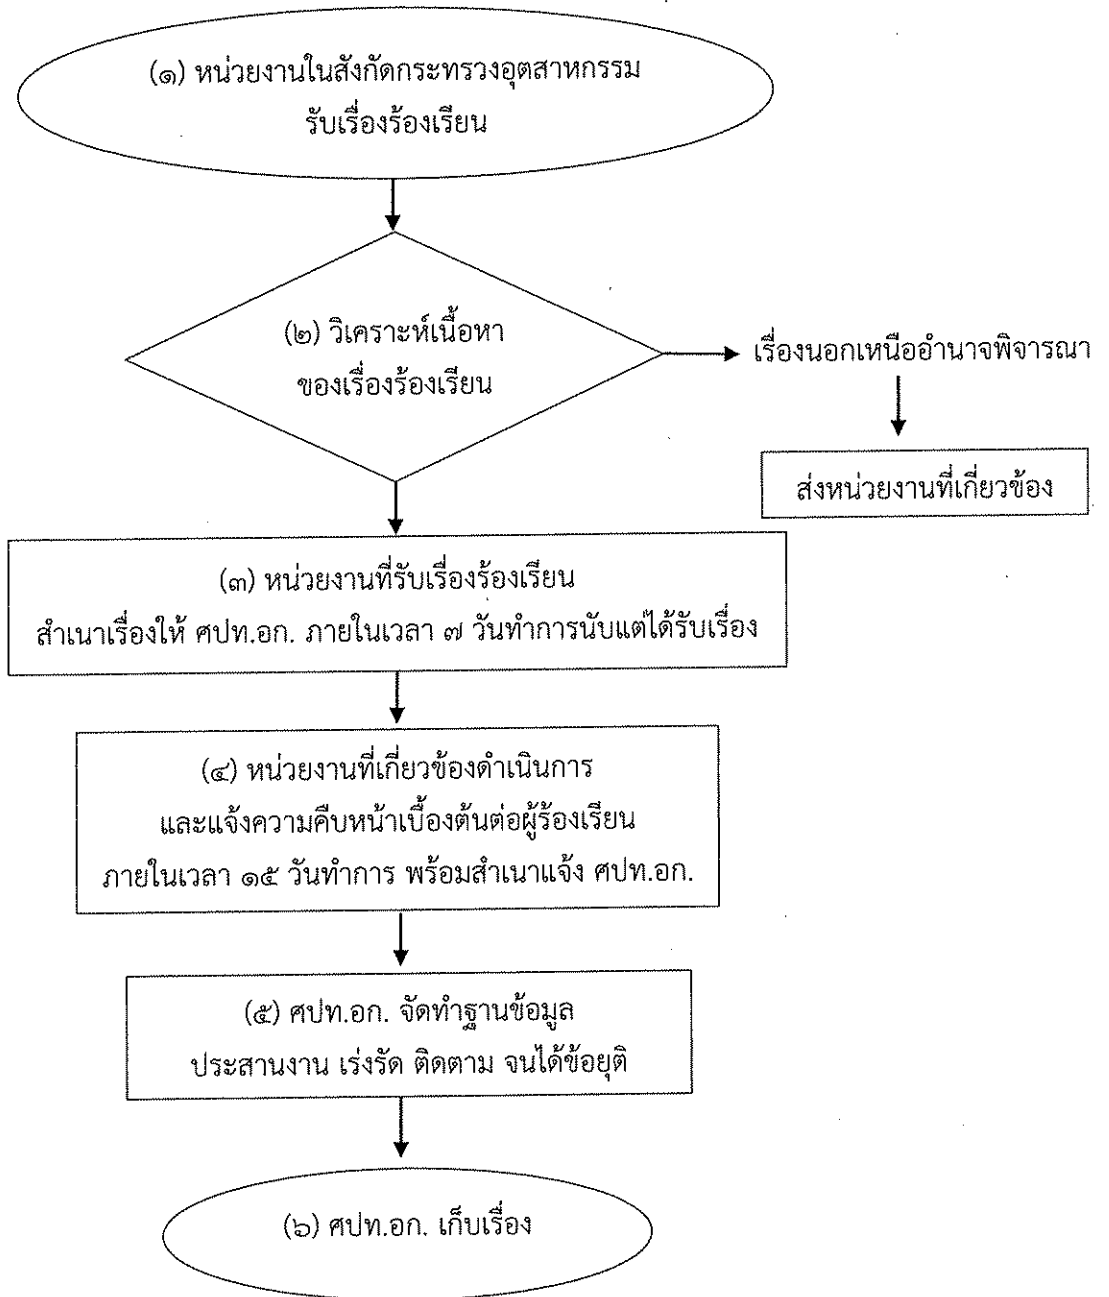 (๑) หน่วยงานในสังกัดกระทรวงอุตสาหกรรม
รับเรื่องร้องเรียน
(๒) วิเคราะห์เนื้อหา
ของเรื่องร้องเรียน
เรื่องนอกเหนืออำนาจพิจารณา
ส่งหน่วยงานที่เกี่ยวข้อง
(๓) หน่วยงานที่รับเรื่องร้องเรียน
สำเนาเรื่องให้ ศปท.อก. ภายในเวลา ๗ วันทำการนับแต่ได้รับเรื่อง
(๔) หน่วยงานที่เกี่ยวข้องดำเนินการ
และแจ้งความคืบหน้าเบื้องต้นต่อผู้ร้องเรียน
ภายในเวลา ๑๕ วันทำการ พร้อมสำเนาแจ้ง ศปท.อก.
(๕) ศปท.อก. จัดทำฐานข้อมูล
ประสานงาน เร่งรัด ติดตาม จนได้ข้อยุติ
(๖) ศปท.อก. เก็บเรื่อง